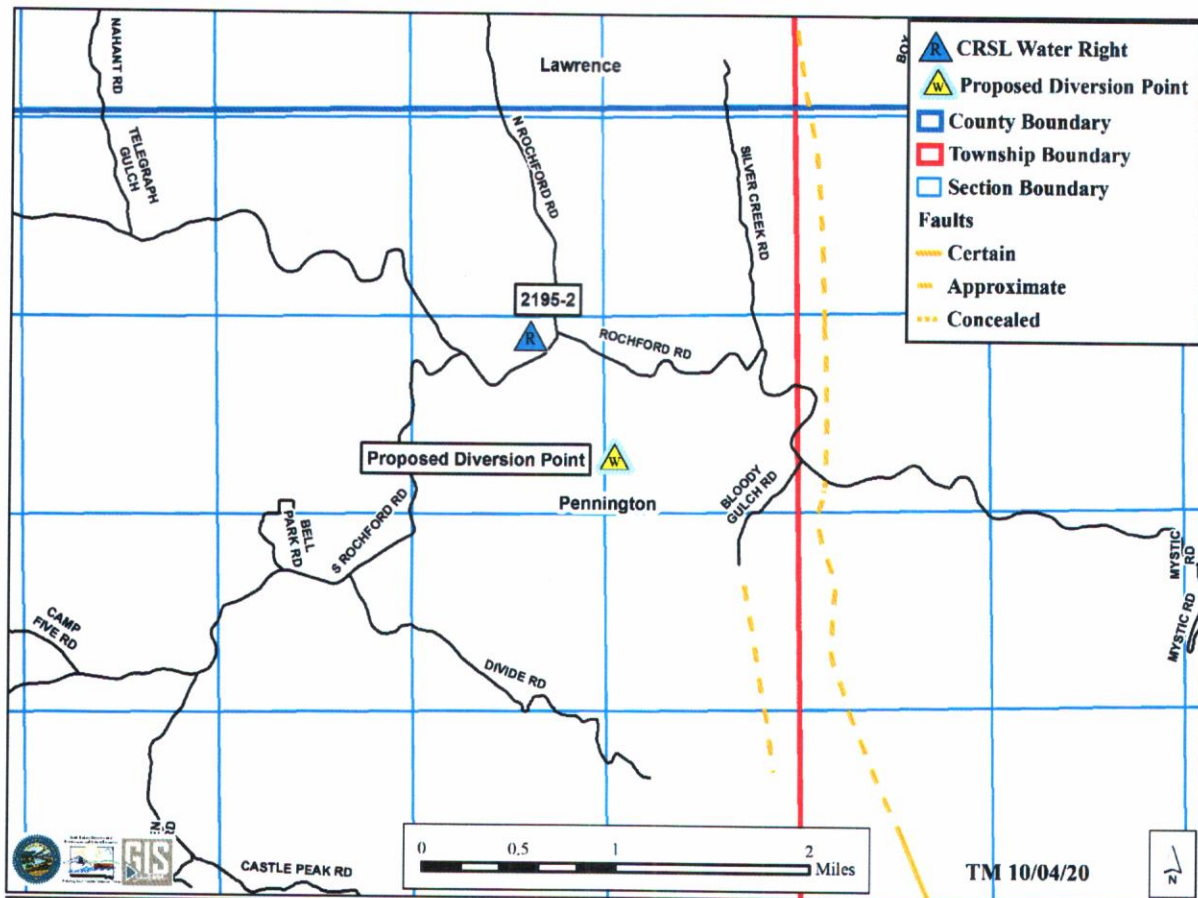 NAHANT RD
TELEGRAPH
GULCH
Lawrence
N ROCHFORD RD
SILVER CREEK RD
BOX
R CRSL Water Right
W Proposed Diversion Point
County Boundary
Township Boundary
Section Boundary
Faults
Certain
Approximate
Concealed
2195-2
R
ROCHFORD RD
Proposed Diversion Point
W
Pennington
BLOODY
GULCH RD
S ROCHFORD RD
BELL
PARK RD
CAMP
FIVE RD
DIVIDE RD
MYSTIC
RD
MYSTIC RD
CASTLE PEAK RD
GIS
0 0.5 1 2
Miles
TM 10/04/20
N